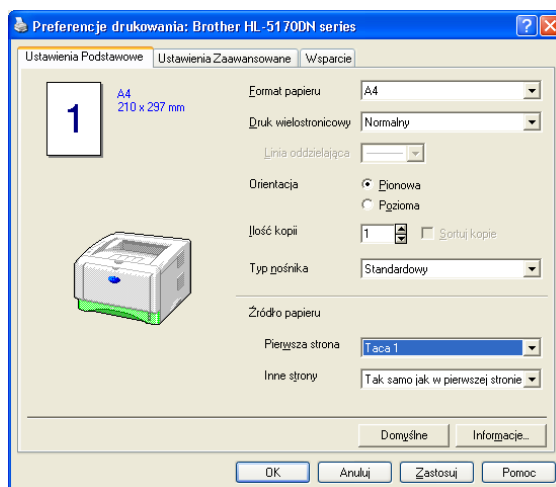 Preferencje drukowania: Brother HL-5170DN series
Ustawienia Podstawowe
Ustawienia Zaawansowane
Wsparcie
1
A4
210 x 297 mm
Format papieru
A4
Druk wielostronicowy
Normalny
Linia oddzielająca
Orientacja
Pionowa
Pozioma
Ilość kopii
1
Sortuj kopie
Typ nośnika
Standardowy
Źródło papieru
Pierwsza strona
Taca 1
Inne strony
Tak samo jak w pierwszej stronie
Domyślne
Informacje...
OK
Anuluj
Zastosuj
Pomoc